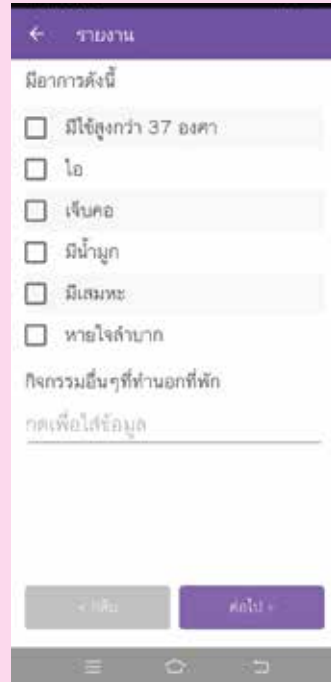 รายงาน
มีอาการดังนี้
มีไข้สูงกว่า 37 องศา
ไอ
เจ็บคอ
มีน้ำมูก
มีเสมหะ
หายใจลำบาก
กิจกรรมอื่นๆที่ทำนอกที่พัก
กดเพื่อใส่ข้อมูล
< กลับ
ต่อไป >